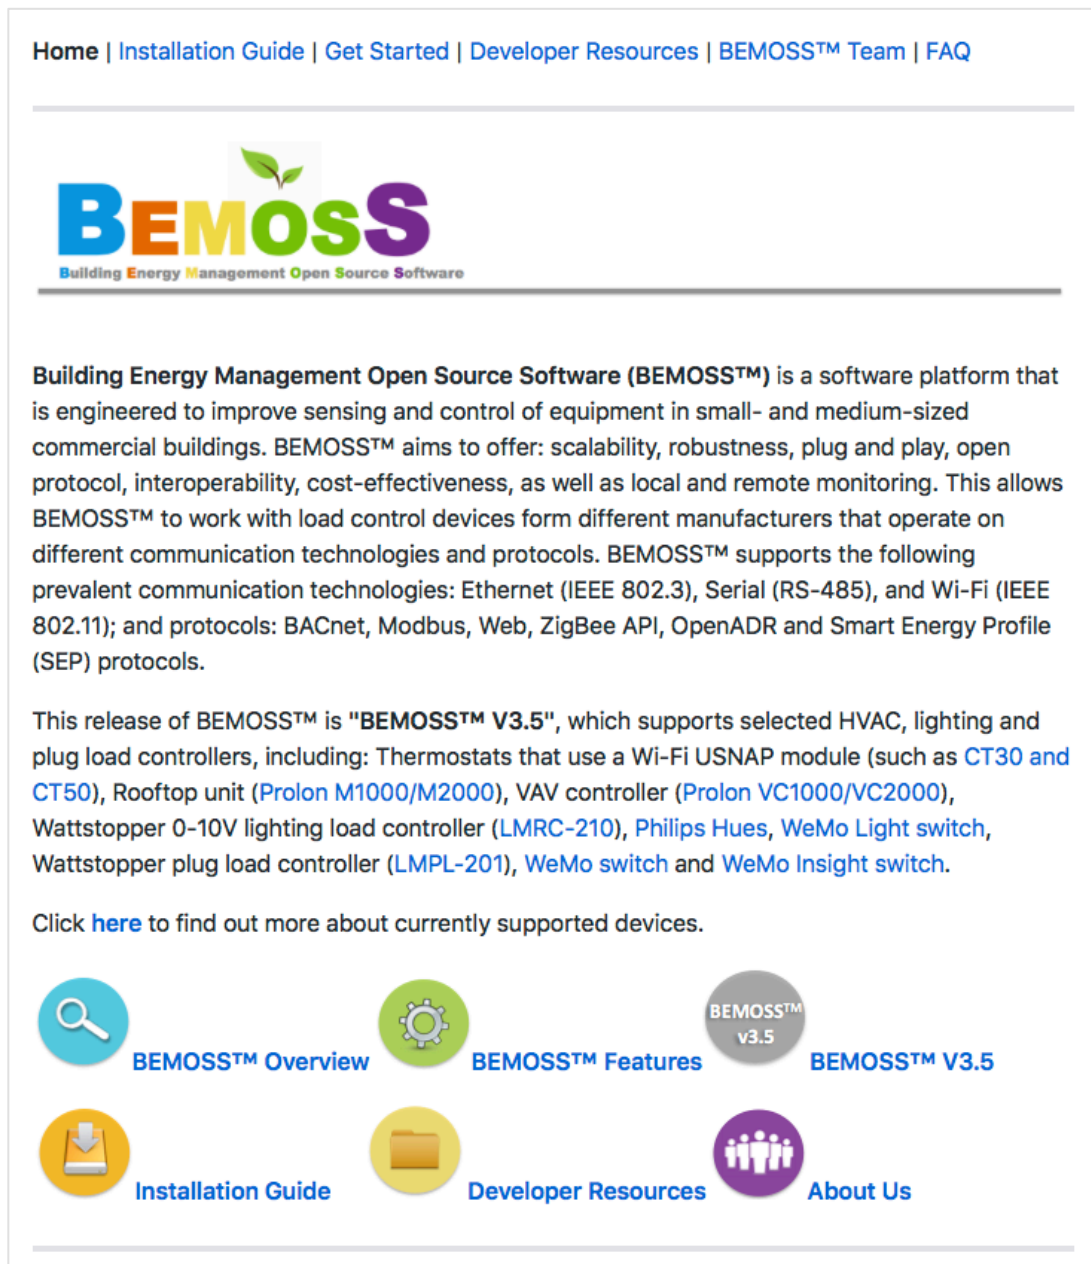 Home | Installation Guide | Get Started | Developer Resources | BEMOSS™ Team | FAQ
BEMOSS
Building Energy Management Open Source Software
Building Energy Management Open Source Software (BEMOSS™) is a software platform that
is engineered to improve sensing and control of equipment in small- and medium-sized
commercial buildings. BEMOSS™ aims to offer: scalability, robustness, plug and play, open
protocol, interoperability, cost-effectiveness, as well as local and remote monitoring. This allows
BEMOSS™ to work with load control devices form different manufacturers that operate on
different communication technologies and protocols. BEMOSS™ supports the following
prevalent communication technologies: Ethernet (IEEE 802.3), Serial (RS-485), and Wi-Fi (IEEE
802.11); and protocols: BACnet, Modbus, Web, ZigBee API, OpenADR and Smart Energy Profile
(SEP) protocols.
This release of BEMOSS™ is "BEMOSS™ V3.5", which supports selected HVAC, lighting and
plug load controllers, including: Thermostats that use a Wi-Fi USNAP module (such as CT30 and
CT50), Rooftop unit (Prolon M1000/M2000), VAV controller (Prolon VC1000/VC2000),
Wattstopper 0-10V lighting load controller (LMRC-210), Philips Hues, WeMo Light switch,
Wattstopper plug load controller (LMPL-201), WeMo switch and WeMo Insight switch.
Click here to find out more about currently supported devices.
BEMOSS™
v3.5
BEMOSS™ Overview BEMOSS™ Features BEMOSS™ V3.5
Installation Guide Developer Resources About Us